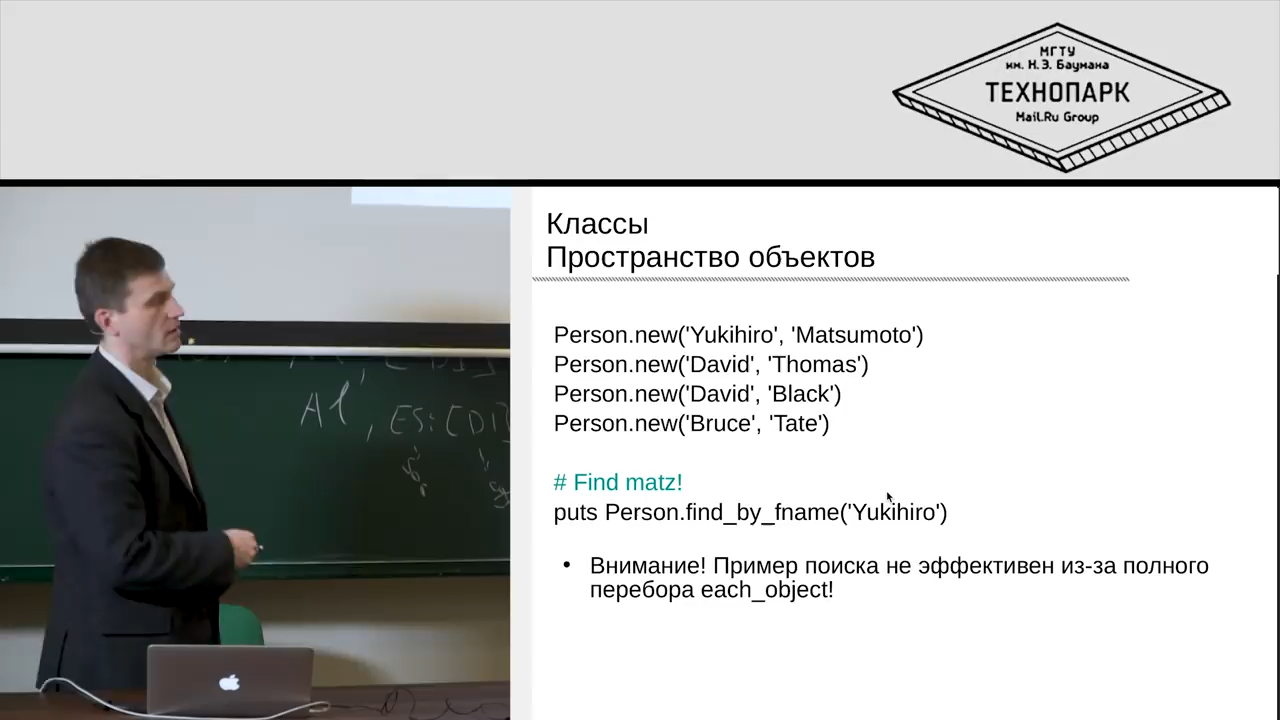 МГТУ
им. Н.Э. Баумана
ТЕХНОПАРК
Mail.Ru Group
Классы
Пространство объектов
Person.new('Yukihiro', 'Matsumoto')
Person.new('David', 'Thomas')
Person.new('David', 'Black')
Person.new('Bruce', 'Tate')
# Find matz!
puts Person.find_by_fname('Yukihiro')
• Внимание! Пример поиска не эффективен из-за полного
перебора each_object!